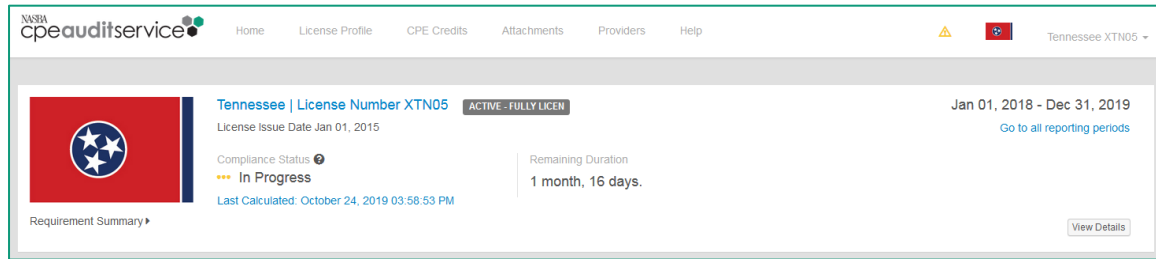 NASBA
cpeauditservice
Home License Profile CPE Credits Attachments Providers Help
Tennessee XTN05
Tennessee | License Number XTN05 ACTIVE - FULLY LICEN
Jan 01, 2018 - Dec 31, 2019
License Issue Date Jan 01, 2015
Go to all reporting periods
Compliance Status ?
Remaining Duration
In Progress
1 month, 16 days.
Last Calculated: October 24, 2019 03:58:53 PM
Requirement Summary
View Details